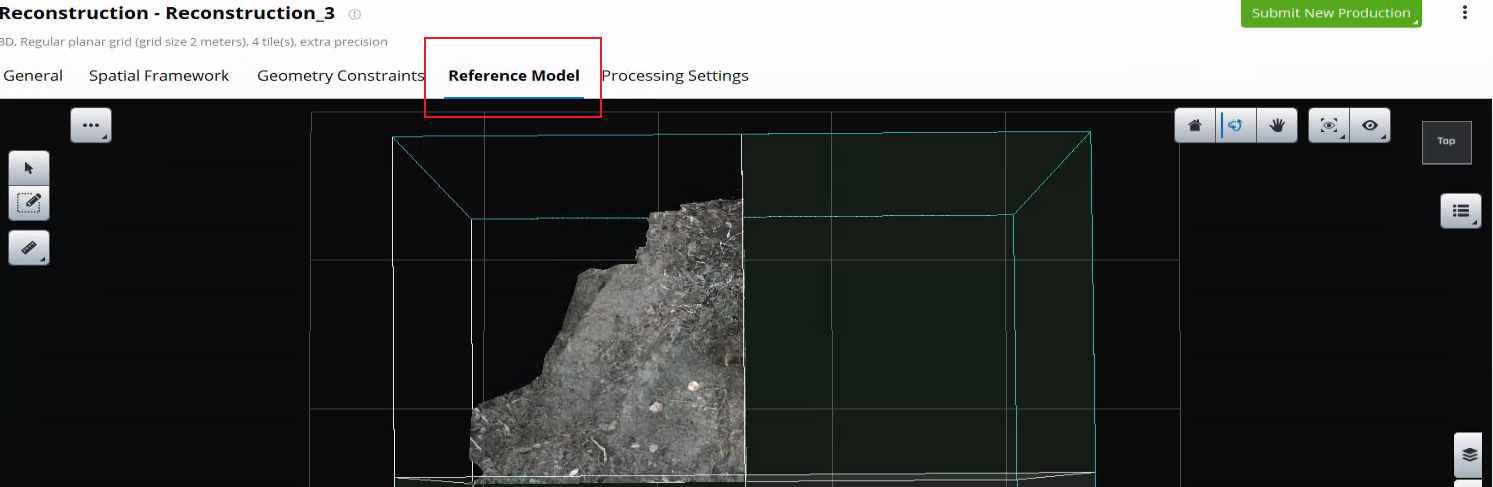 Reconstruction - Reconstruction_3
Submit New Production
3D, Regular planar grid (grid size 2 meters), 4 tile(s), extra precision
General Spatial Framework Geometry Constraints Reference Model Processing Settings
Top